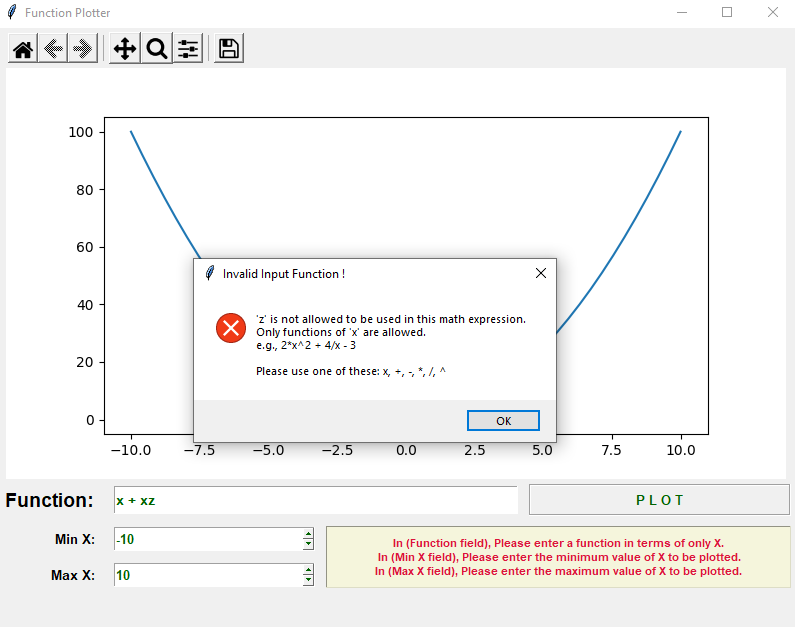 Function Plotter
100
80
60
40
20
0
−10.0 −7.5 −5.0 −2.5 0.0 2.5 5.0 7.5 10.0
Invalid Input Function !
'z' is not allowed to be used in this math expression.
Only functions of 'x' are allowed.
e.g., 2*x^2 + 4/x - 3
Please use one of these: x, +, -, *, /, ^
OK
Function: x + xz P L O T
Min X: -10
Max X: 10
In (Function field), Please enter a function in terms of only X.
In (Min X field), Please enter the minimum value of X to be plotted.
In (Max X field), Please enter the maximum value of X to be plotted.